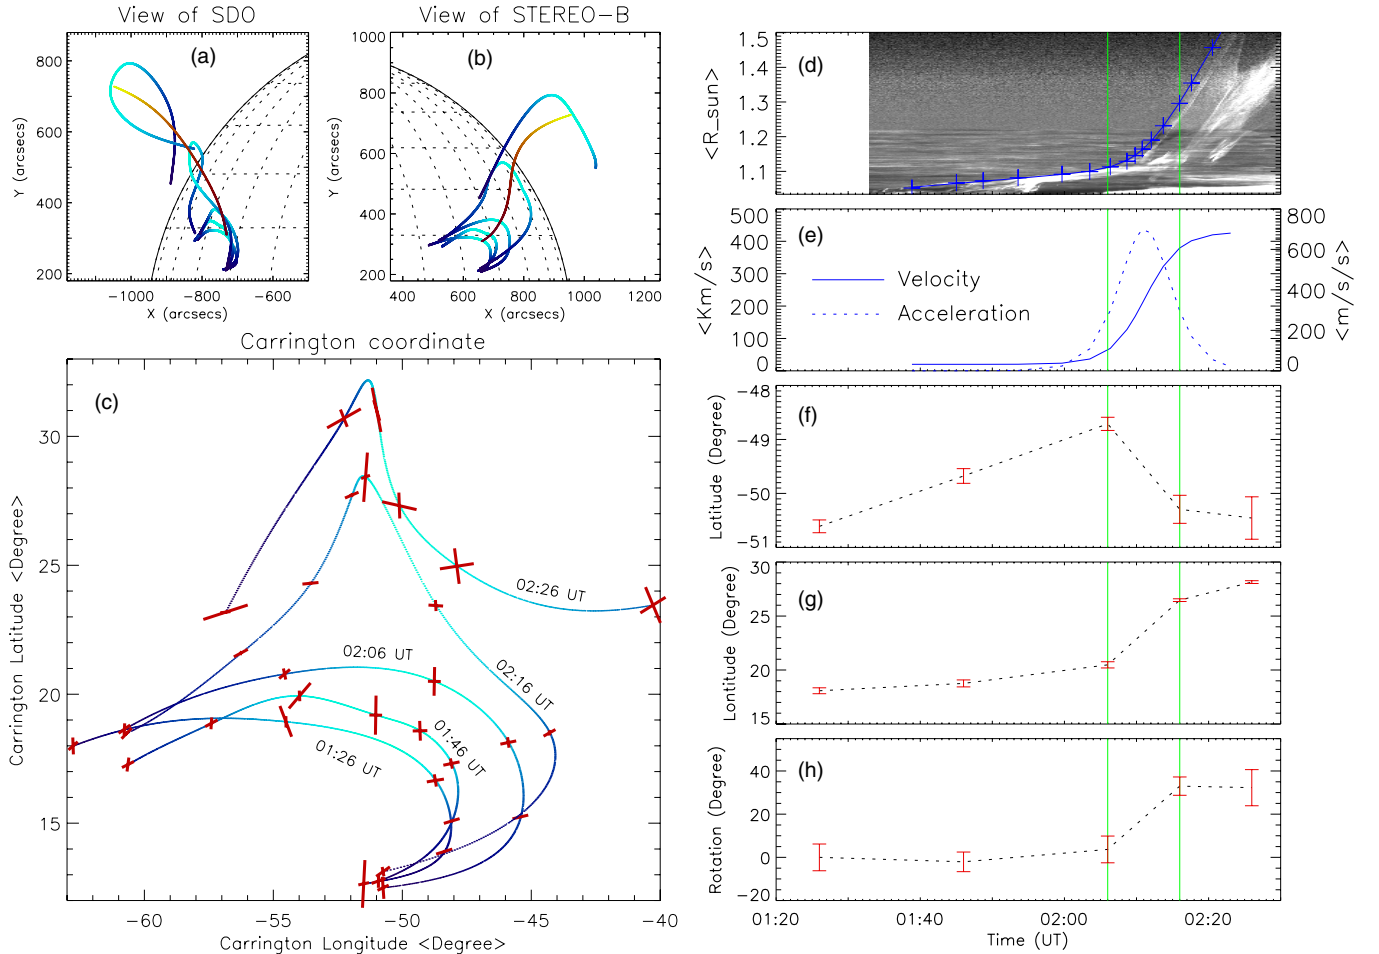 View of SDO
(a)
800
600
400
200
Y (arcsecs)
−1000
−800
−600
X (arcsecs)
View of STEREO−B
(b)
1000
800
600
400
200
Y (arcsecs)
400
600
800
1000
1200
X (arcsecs)
Carrington coordinate
(c)
30
25
20
15
Carrington Latitude <Degree>
02:26 UT
02:06 UT
02:16 UT
01:46 UT
01:26 UT
−60
−55
−50
−45
−40
Carrington Longitude <Degree>
(d)
1.5
1.4
1.3
1.2
1.1
<R_sun>
(e)
500
400
300
200
100
0
<Km/s>
Velocity
Acceleration
800
600
400
200
0
<m/s/s>
(f)
−48
−49
−50
−51
Latitude (Degree)
(g)
30
25
20
15
Lontitude (Degree)
(h)
40
20
0
−20
Rotation (Degree)
01:20
01:40
02:00
02:20
Time (UT)